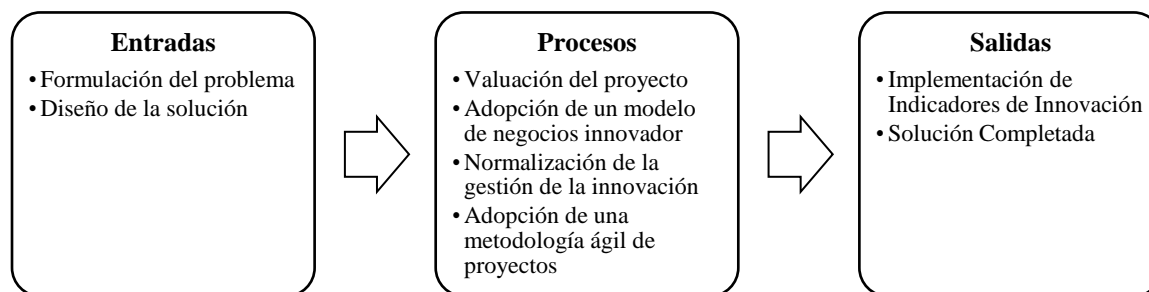 Entradas
• Formulación del problema
• Diseño de la solución
Procesos
• Valuación del proyecto
• Adopción de un modelo
de negocios innovador
• Normalización de la
gestión de la innovación
• Adopción de una
metodología ágil de
proyectos
Salidas
• Implementación de
Indicadores de Innovación
• Solución Completada